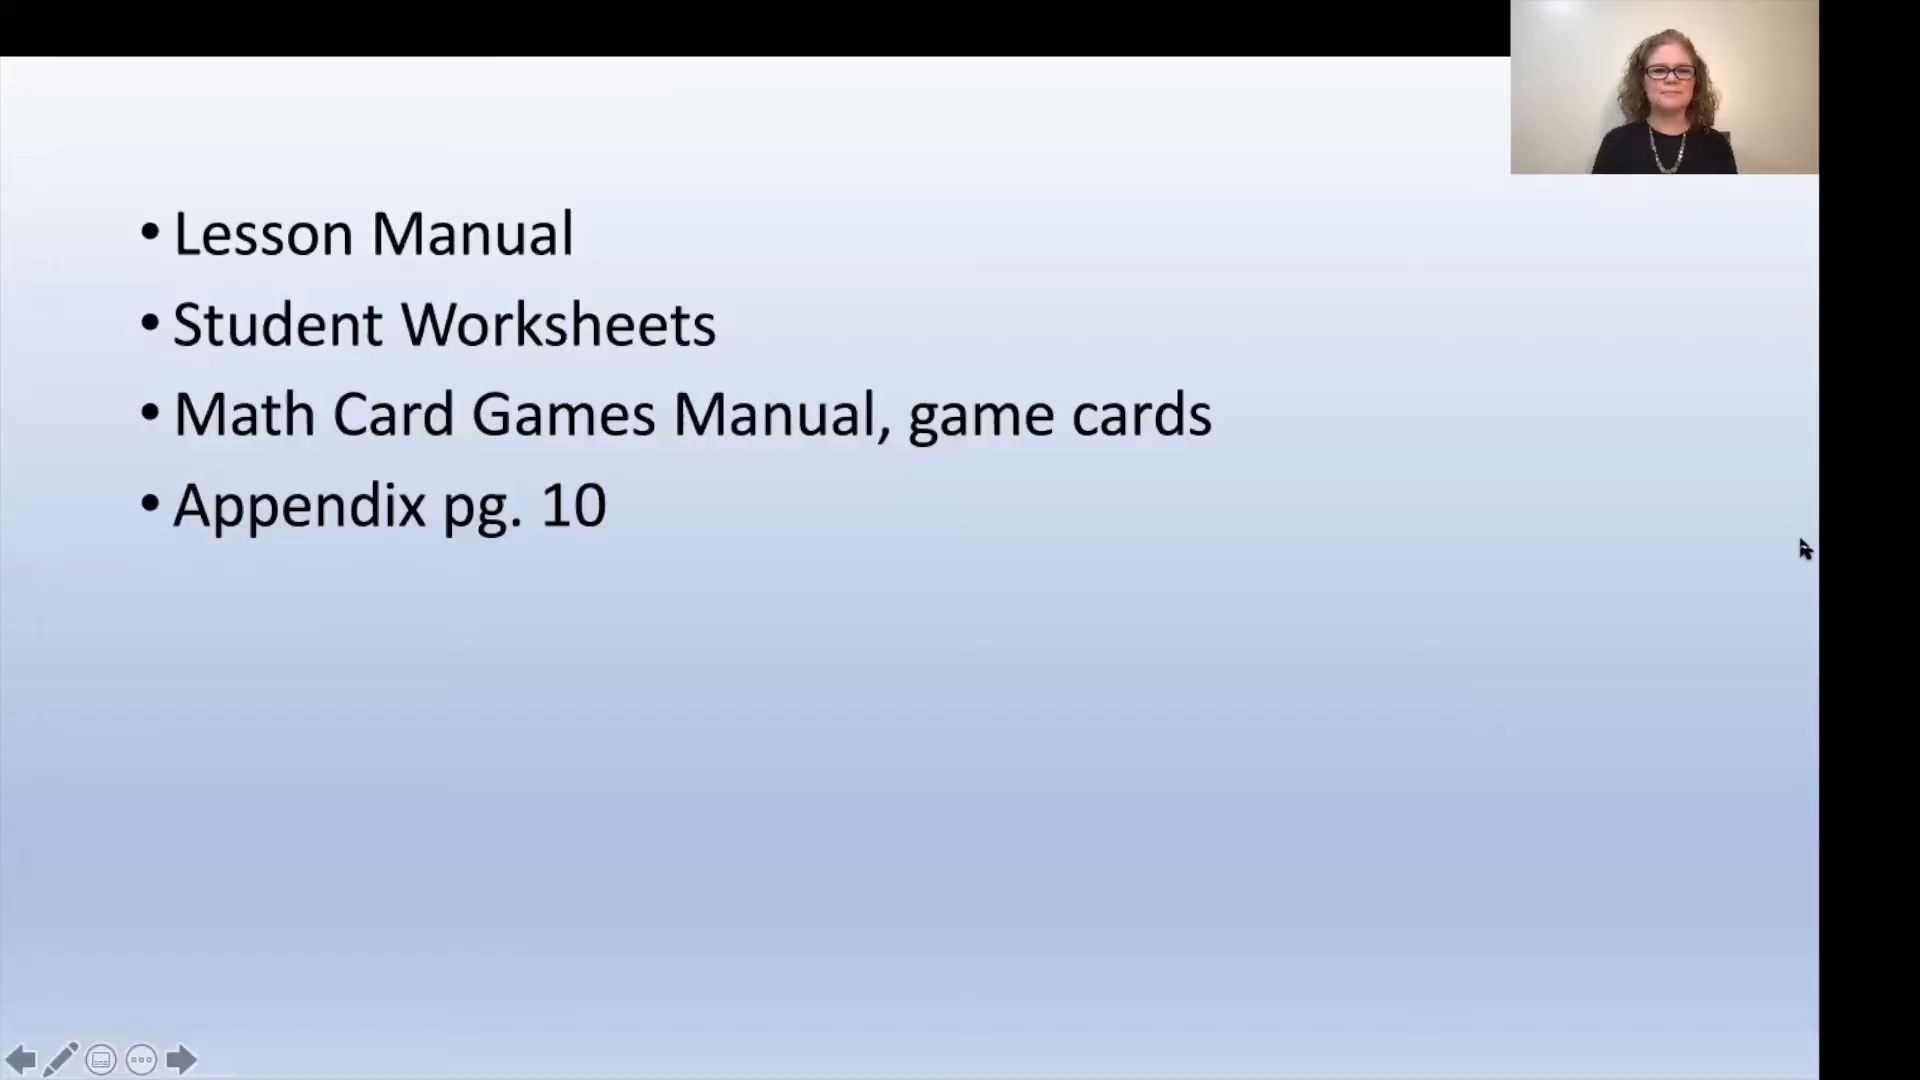 • Lesson Manual
• Student Worksheets
• Math Card Games Manual, game cards
• Appendix pg. 10